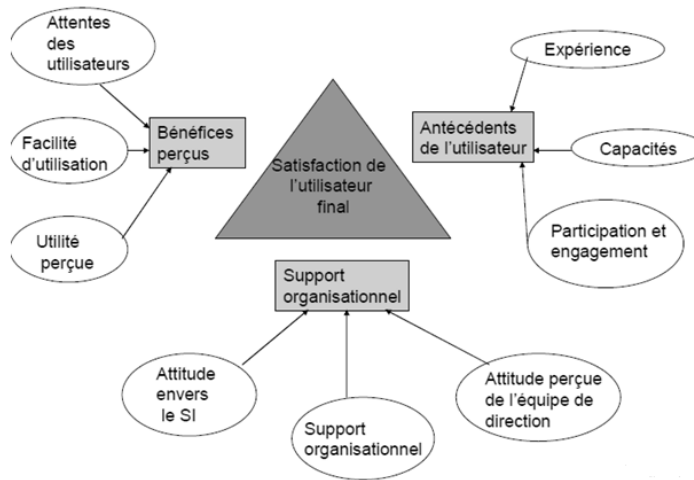 Attentes
des
utilisateurs
Facilité
d'utilisation
Utilité
perçue
Bénéfices
perçus
Satisfaction de
l'utilisateur
final
Antécédents
de l'utilisateur
Expérience
Capacités
Participation et
engagement
Support
organisationnel
Attitude
envers
le SI
Support
organisationnel
Attitude perçue
de l'équipe de
direction